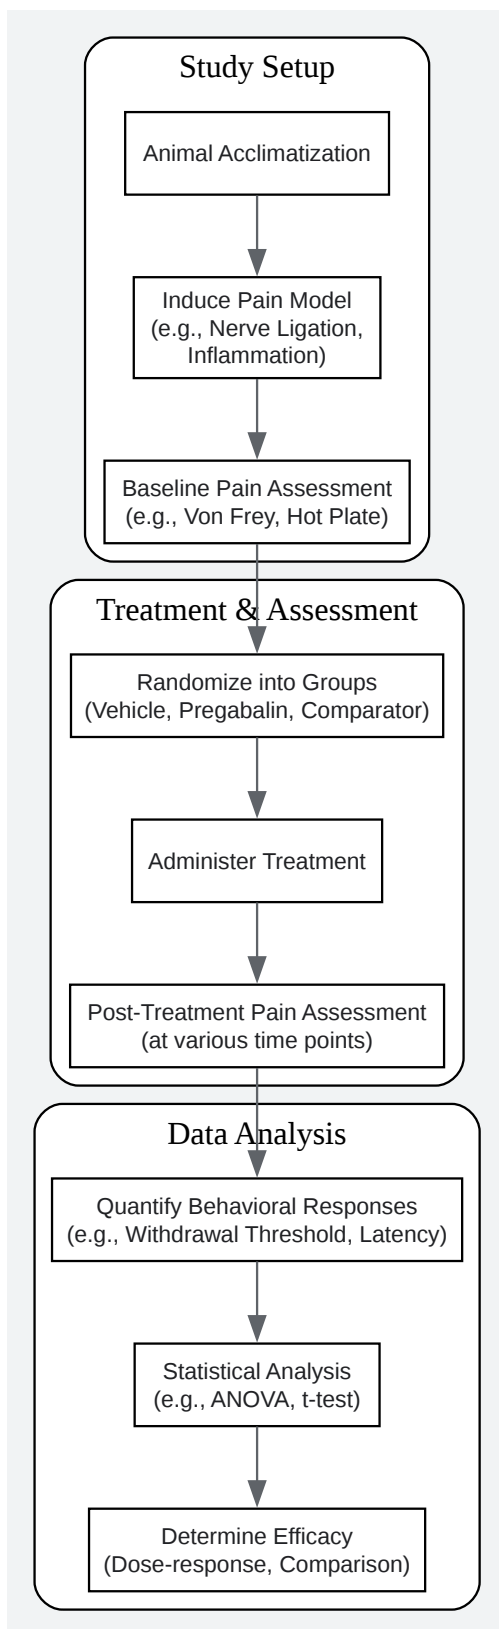 Study Setup
Animal Acclimatization
Induce Pain Model
(e.g., Nerve Ligation,
Inflammation)
Baseline Pain Assessment
(e.g., Von Frey, Hot Plate)
Treatment & Assessment
Randomize into Groups
(Vehicle, Pregabalin, Comparator)
Administer Treatment
Post-Treatment Pain Assessment
(at various time points)
Data Analysis
Quantify Behavioral Responses
(e.g., Withdrawal Threshold, Latency)
Statistical Analysis
(e.g., ANOVA, t-test)
Determine Efficacy
(Dose-response, Comparison)